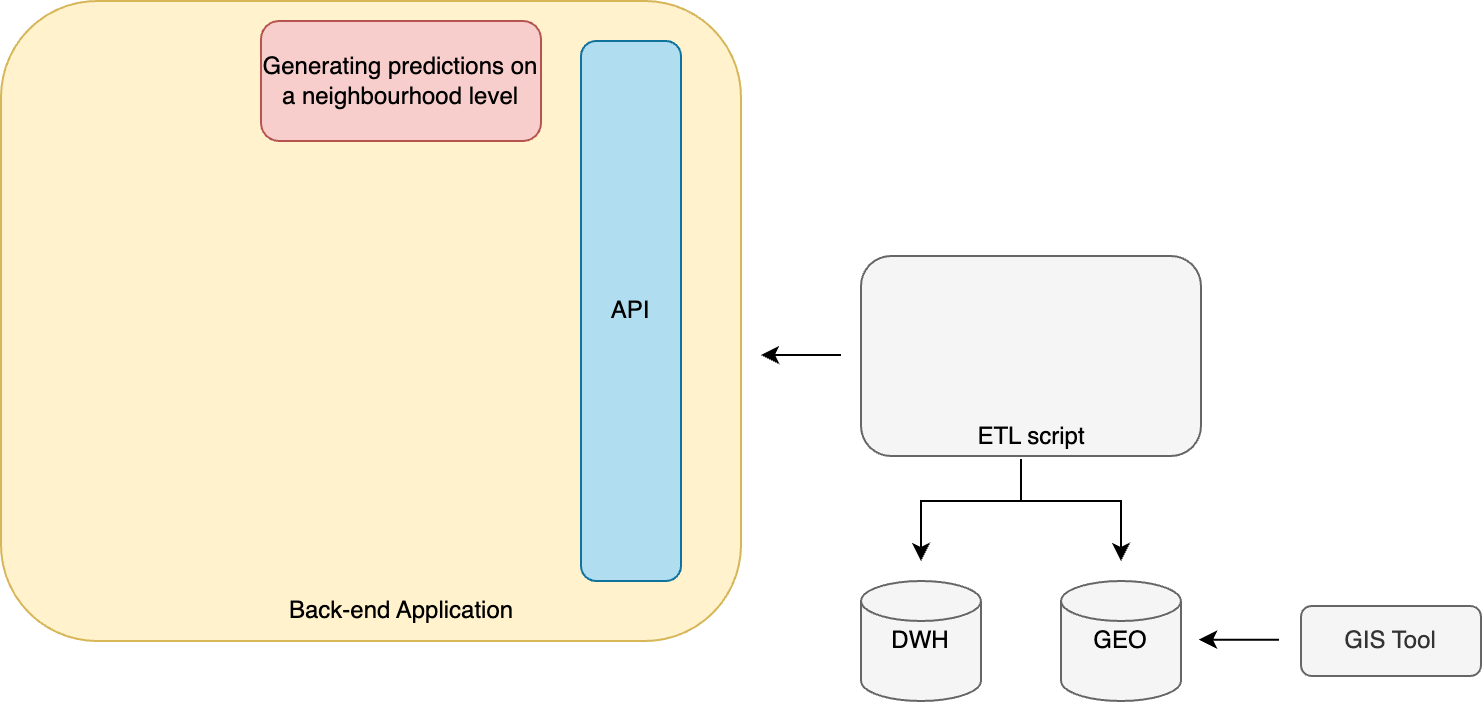 Generating predictions on
a neighbourhood level
API
ETL script
Back-end Application
DWH
GEO
GIS Tool